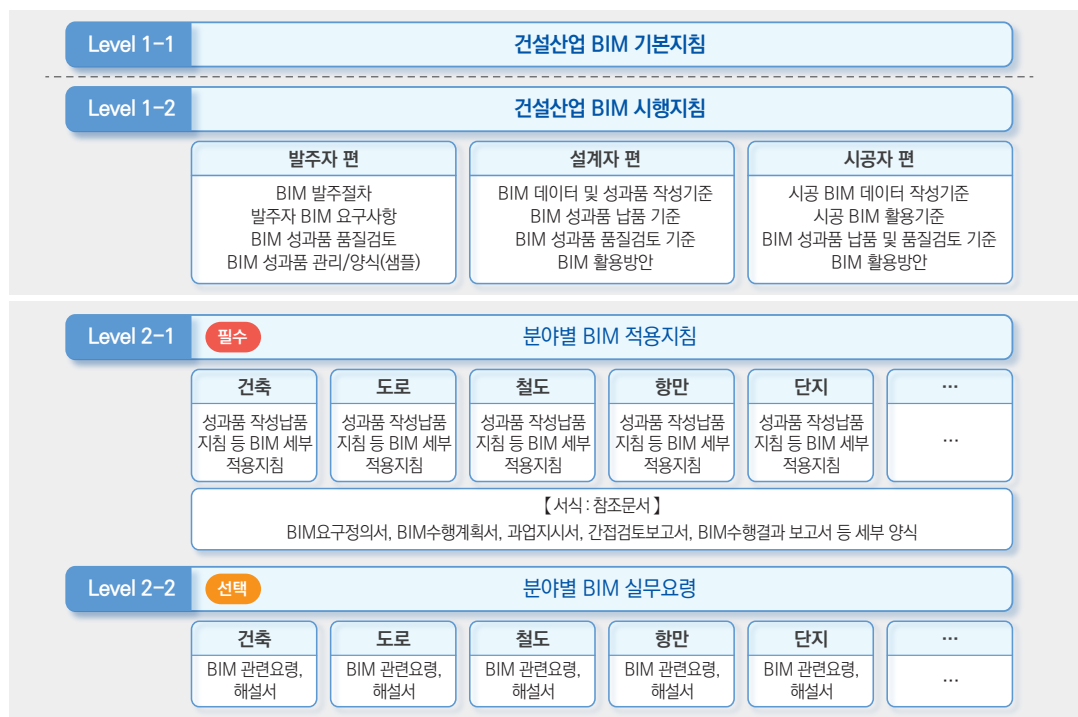 Level 1-1
건설산업 BIM 기본지침
Level 1-2
건설산업 BIM 시행지침
발주자 편
BIM 발주절차
발주자 BIM 요구사항
BIM 성과품 품질검토
BIM 성과품 관리/양식(샘플)
설계자 편
BIM 데이터 및 성과품 작성기준
BIM 성과품 납품 기준
BIM 성과품 품질검토 기준
BIM 활용방안
시공자 편
시공 BIM 데이터 작성기준
시공 BIM 활용기준
BIM 성과품 납품 및 품질검토 기준
BIM 활용방안
Level 2-1
필수
분야별 BIM 적용지침
건축
성과품 작성납품
지침 등 BIM 세부
적용지침
도로
성과품 작성납품
지침 등 BIM 세부
적용지침
철도
성과품 작성납품
지침 등 BIM 세부
적용지침
항만
성과품 작성납품
지침 등 BIM 세부
적용지침
단지
성과품 작성납품
지침 등 BIM 세부
적용지침
…
…
【 서식 : 참조문서 】
BIM요구정의서, BIM수행계획서, 과업지시서, 간접검토보고서, BIM수행결과 보고서 등 세부 양식
Level 2-2
선택
분야별 BIM 실무요령
건축
BIM 관련요령,
해설서
도로
BIM 관련요령,
해설서
철도
BIM 관련요령,
해설서
항만
BIM 관련요령,
해설서
단지
BIM 관련요령,
해설서
…
…